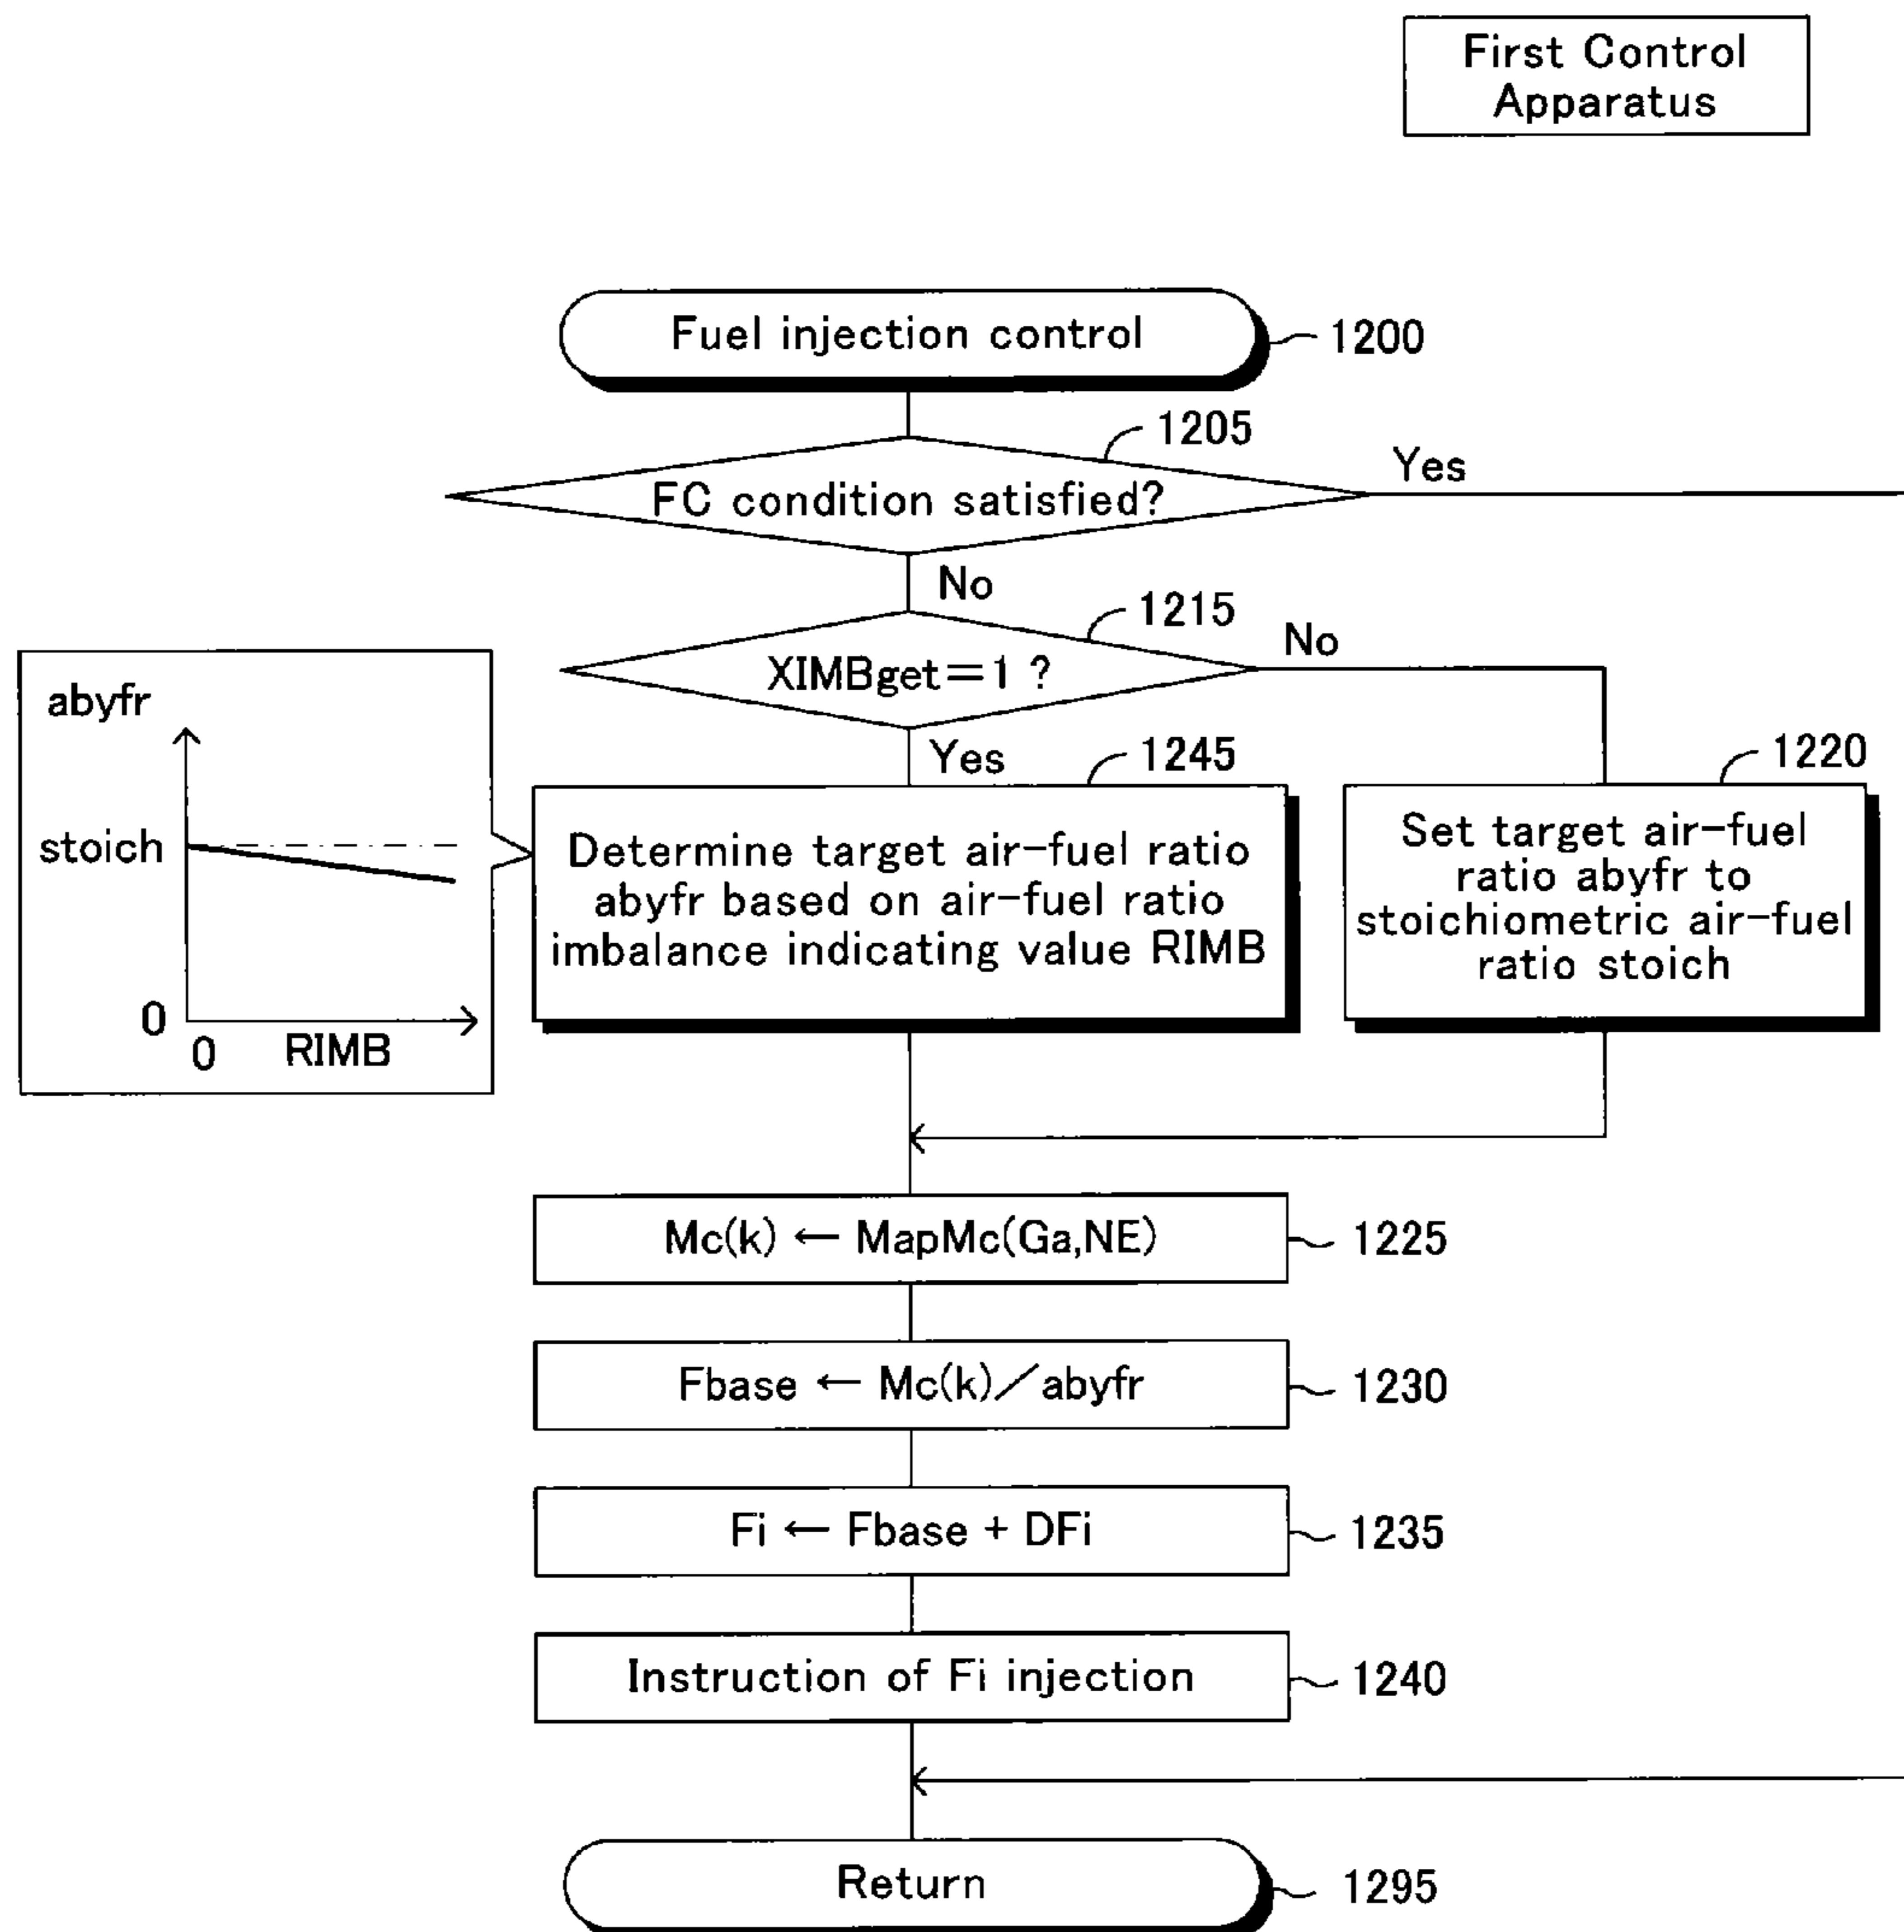 First Control
Apparatus
Fuel injection control
1200
1205
FC condition satisfied?
Yes
No
1215
XIMBget=1 ?
No
Yes
abyfr
stoich
0
0
RIMB
1245
Determine target air-fuel ratio
abyfr based on air-fuel ratio
imbalance indicating value RIMB
1220
Set target air-fuel
ratio abyfr to
stoichiometric air-fuel
ratio stoich
Mc(k) ← MapMc(Ga,NE)
1225
Fbase ← Mc(k)/abyfr
1230
Fi ← Fbase + DFi
1235
Instruction of Fi injection
1240
Return
1295